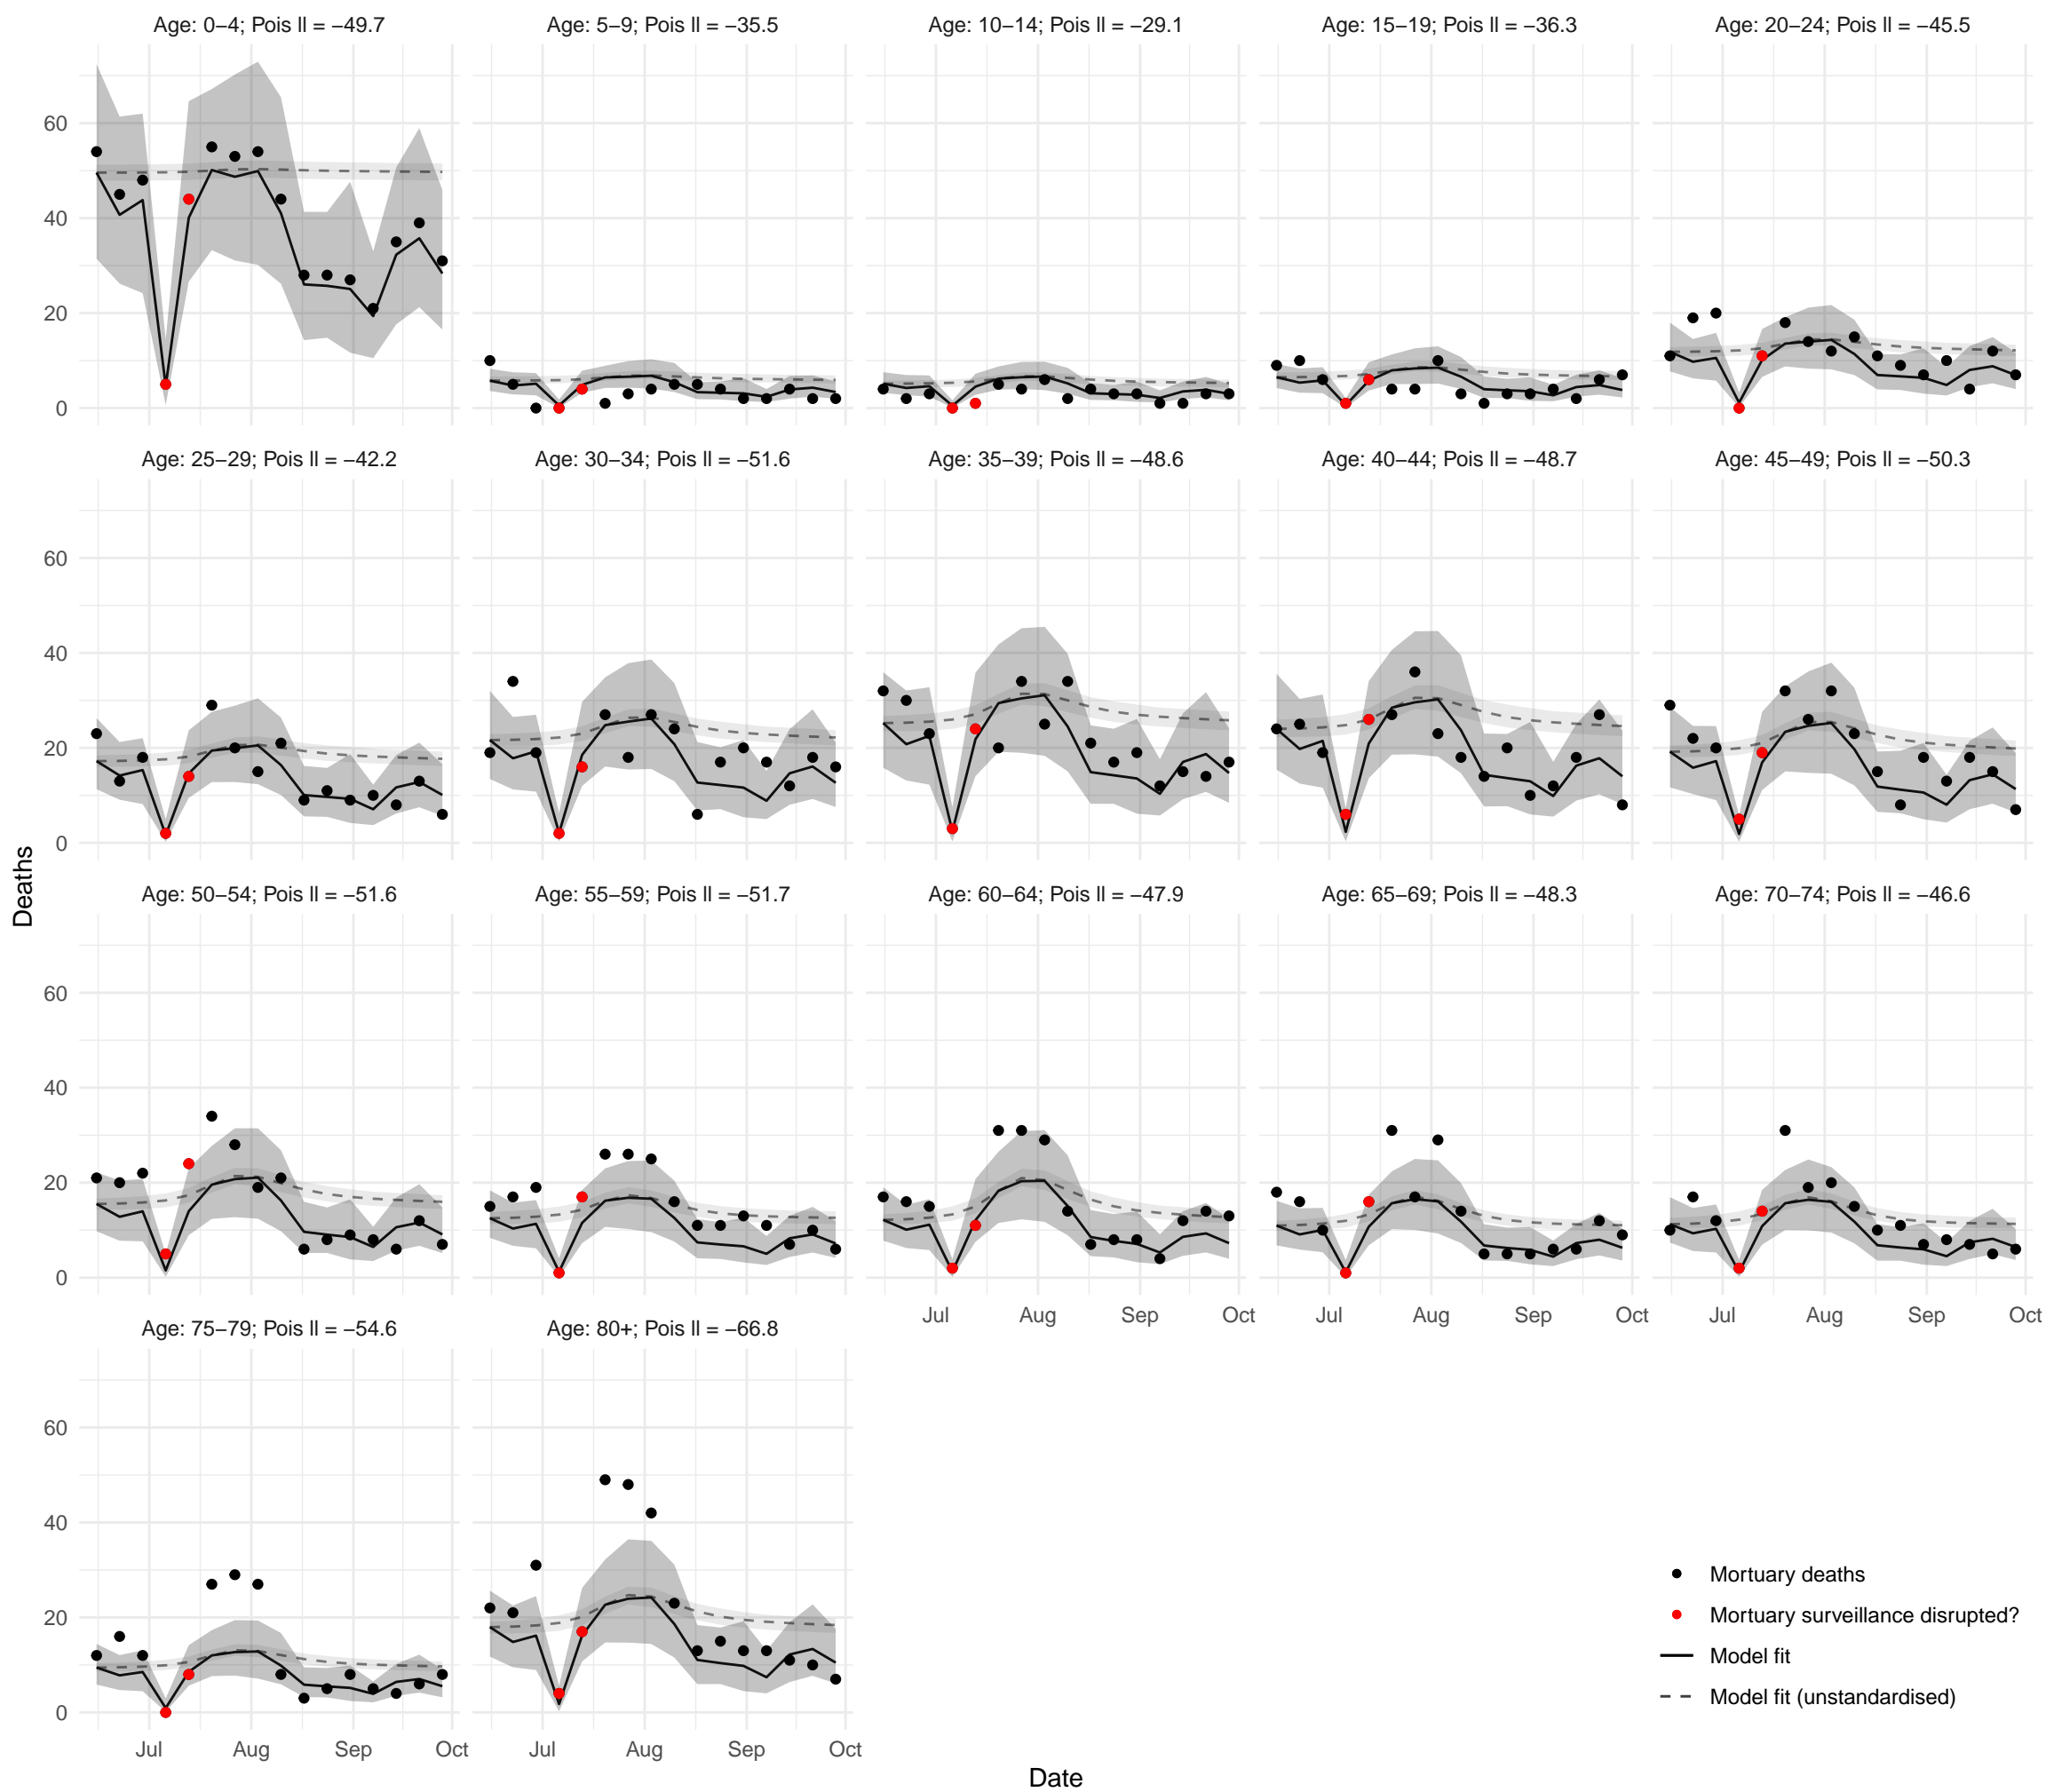 Age: 0−4; Pois ll = −49.7
Age: 5−9; Pois ll = −35.5
Age: 10−14; Pois ll = −29.1
Age: 15−19; Pois ll = −36.3
Age: 20−24; Pois ll = −45.5
60
40
20
0
Age: 25−29; Pois ll = −42.2
Age: 30−34; Pois ll = −51.6
Age: 35−39; Pois ll = −48.6
Age: 40−44; Pois ll = −48.7
Age: 45−49; Pois ll = −50.3
60
40
20
0
Deaths
Age: 50−54; Pois ll = −51.6
Age: 55−59; Pois ll = −51.7
Age: 60−64; Pois ll = −47.9
Age: 65−69; Pois ll = −48.3
Age: 70−74; Pois ll = −46.6
60
40
20
0
Jul Aug Sep Oct
Jul Aug Sep Oct
Jul Aug Sep Oct
Age: 75−79; Pois ll = −54.6
Age: 80+; Pois ll = −66.8
60
40
20
0
Jul Aug Sep Oct
Jul Aug Sep Oct
Mortuary deaths
Mortuary surveillance disrupted?
Model fit
Model fit (unstandardised)
Date